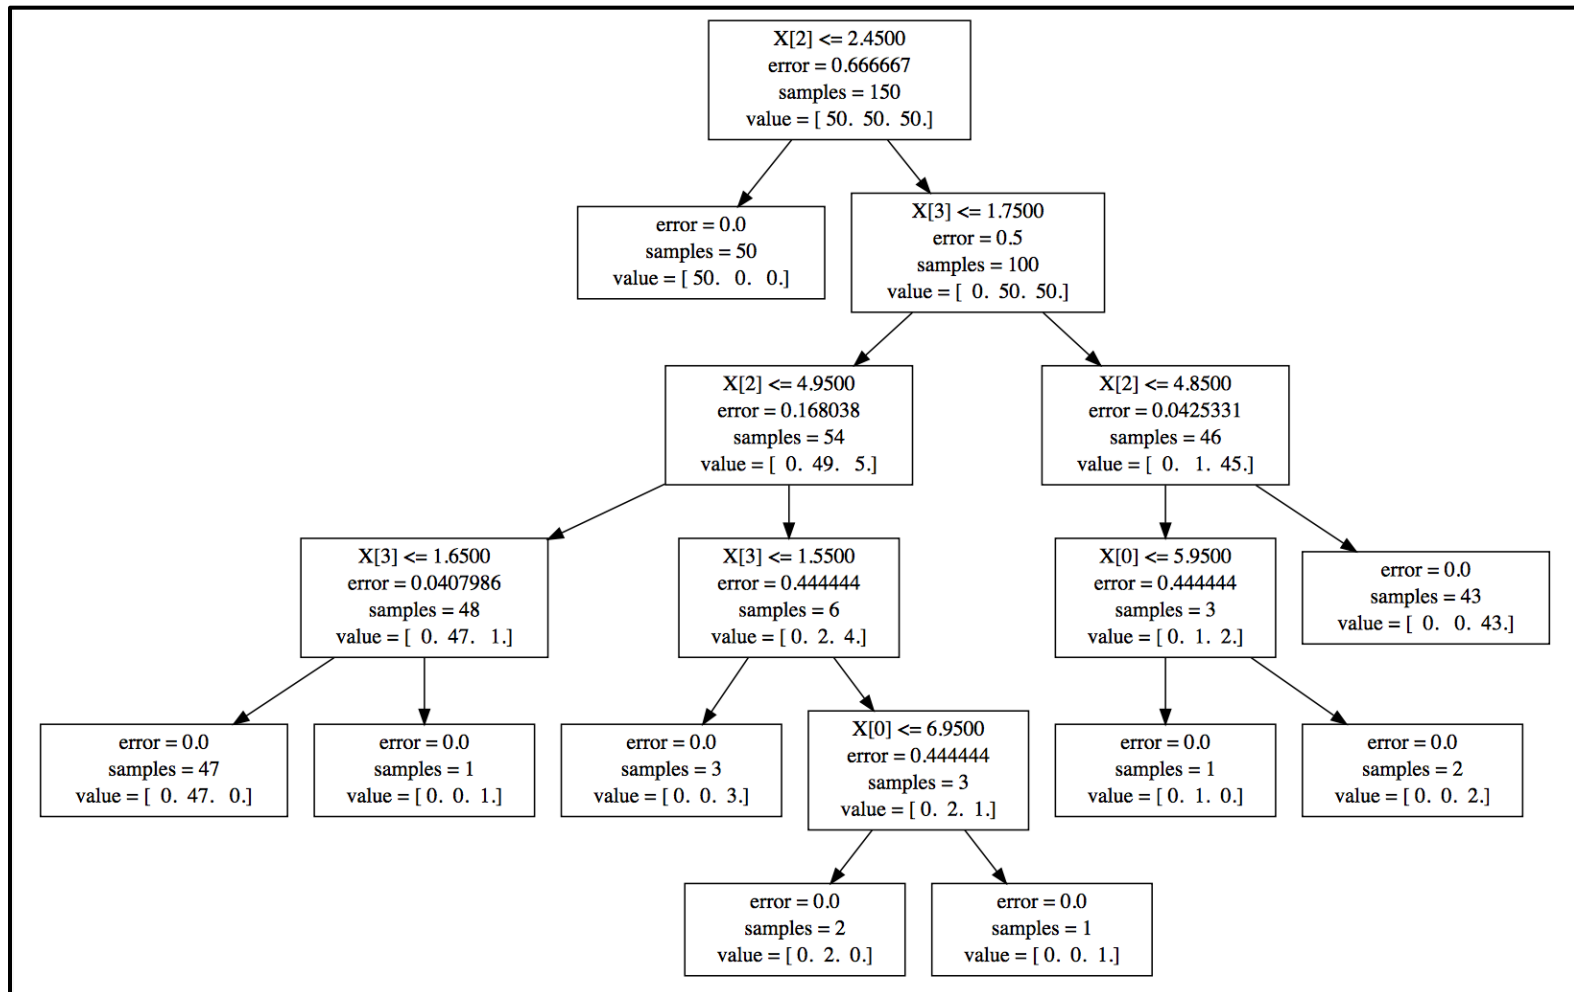 X[2] <= 2.4500
error = 0.666667
samples = 150
value = [ 50. 50. 50.]
error = 0.0
samples = 50
value = [ 50. 0. 0.]
X[3] <= 1.7500
error = 0.5
samples = 100
value = [ 0. 50. 50.]
X[2] <= 4.9500
error = 0.168038
samples = 54
value = [ 0. 49. 5.]
X[2] <= 4.8500
error = 0.0425331
samples = 46
value = [ 0. 1. 45.]
X[3] <= 1.6500
error = 0.0407986
samples = 48
value = [ 0. 47. 1.]
X[3] <= 1.5500
error = 0.444444
samples = 6
value = [ 0. 2. 4.]
X[0] <= 5.9500
error = 0.444444
samples = 3
value = [ 0. 1. 2.]
error = 0.0
samples = 43
value = [ 0. 0. 43.]
error = 0.0
samples = 47
value = [ 0. 47. 0.]
error = 0.0
samples = 1
value = [ 0. 0. 1.]
error = 0.0
samples = 3
value = [ 0. 0. 3.]
X[0] <= 6.9500
error = 0.444444
samples = 3
value = [ 0. 2. 1.]
error = 0.0
samples = 1
value = [ 0. 1. 0.]
error = 0.0
samples = 2
value = [ 0. 0. 2.]
error = 0.0
samples = 2
value = [ 0. 2. 0.]
error = 0.0
samples = 1
value = [ 0. 0. 1.]